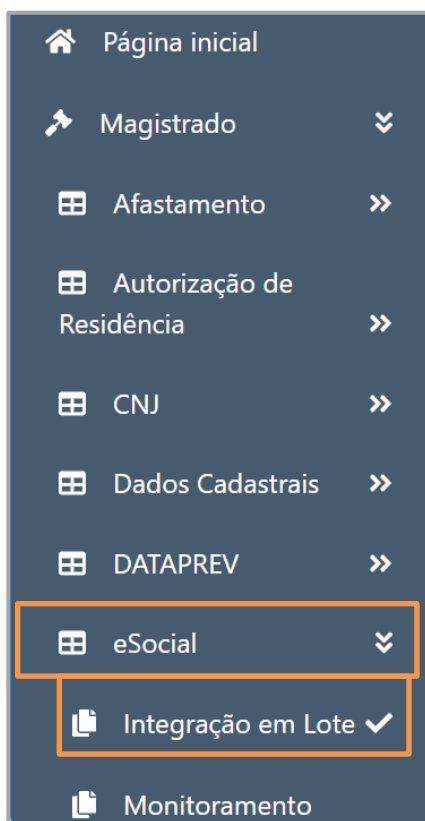 Página inicial
Magistrado
Afastamento
Autorização de
Residência
CNJ
Dados Cadastrais
DATAPREV
eSocial
Integração em Lote
Monitoramento